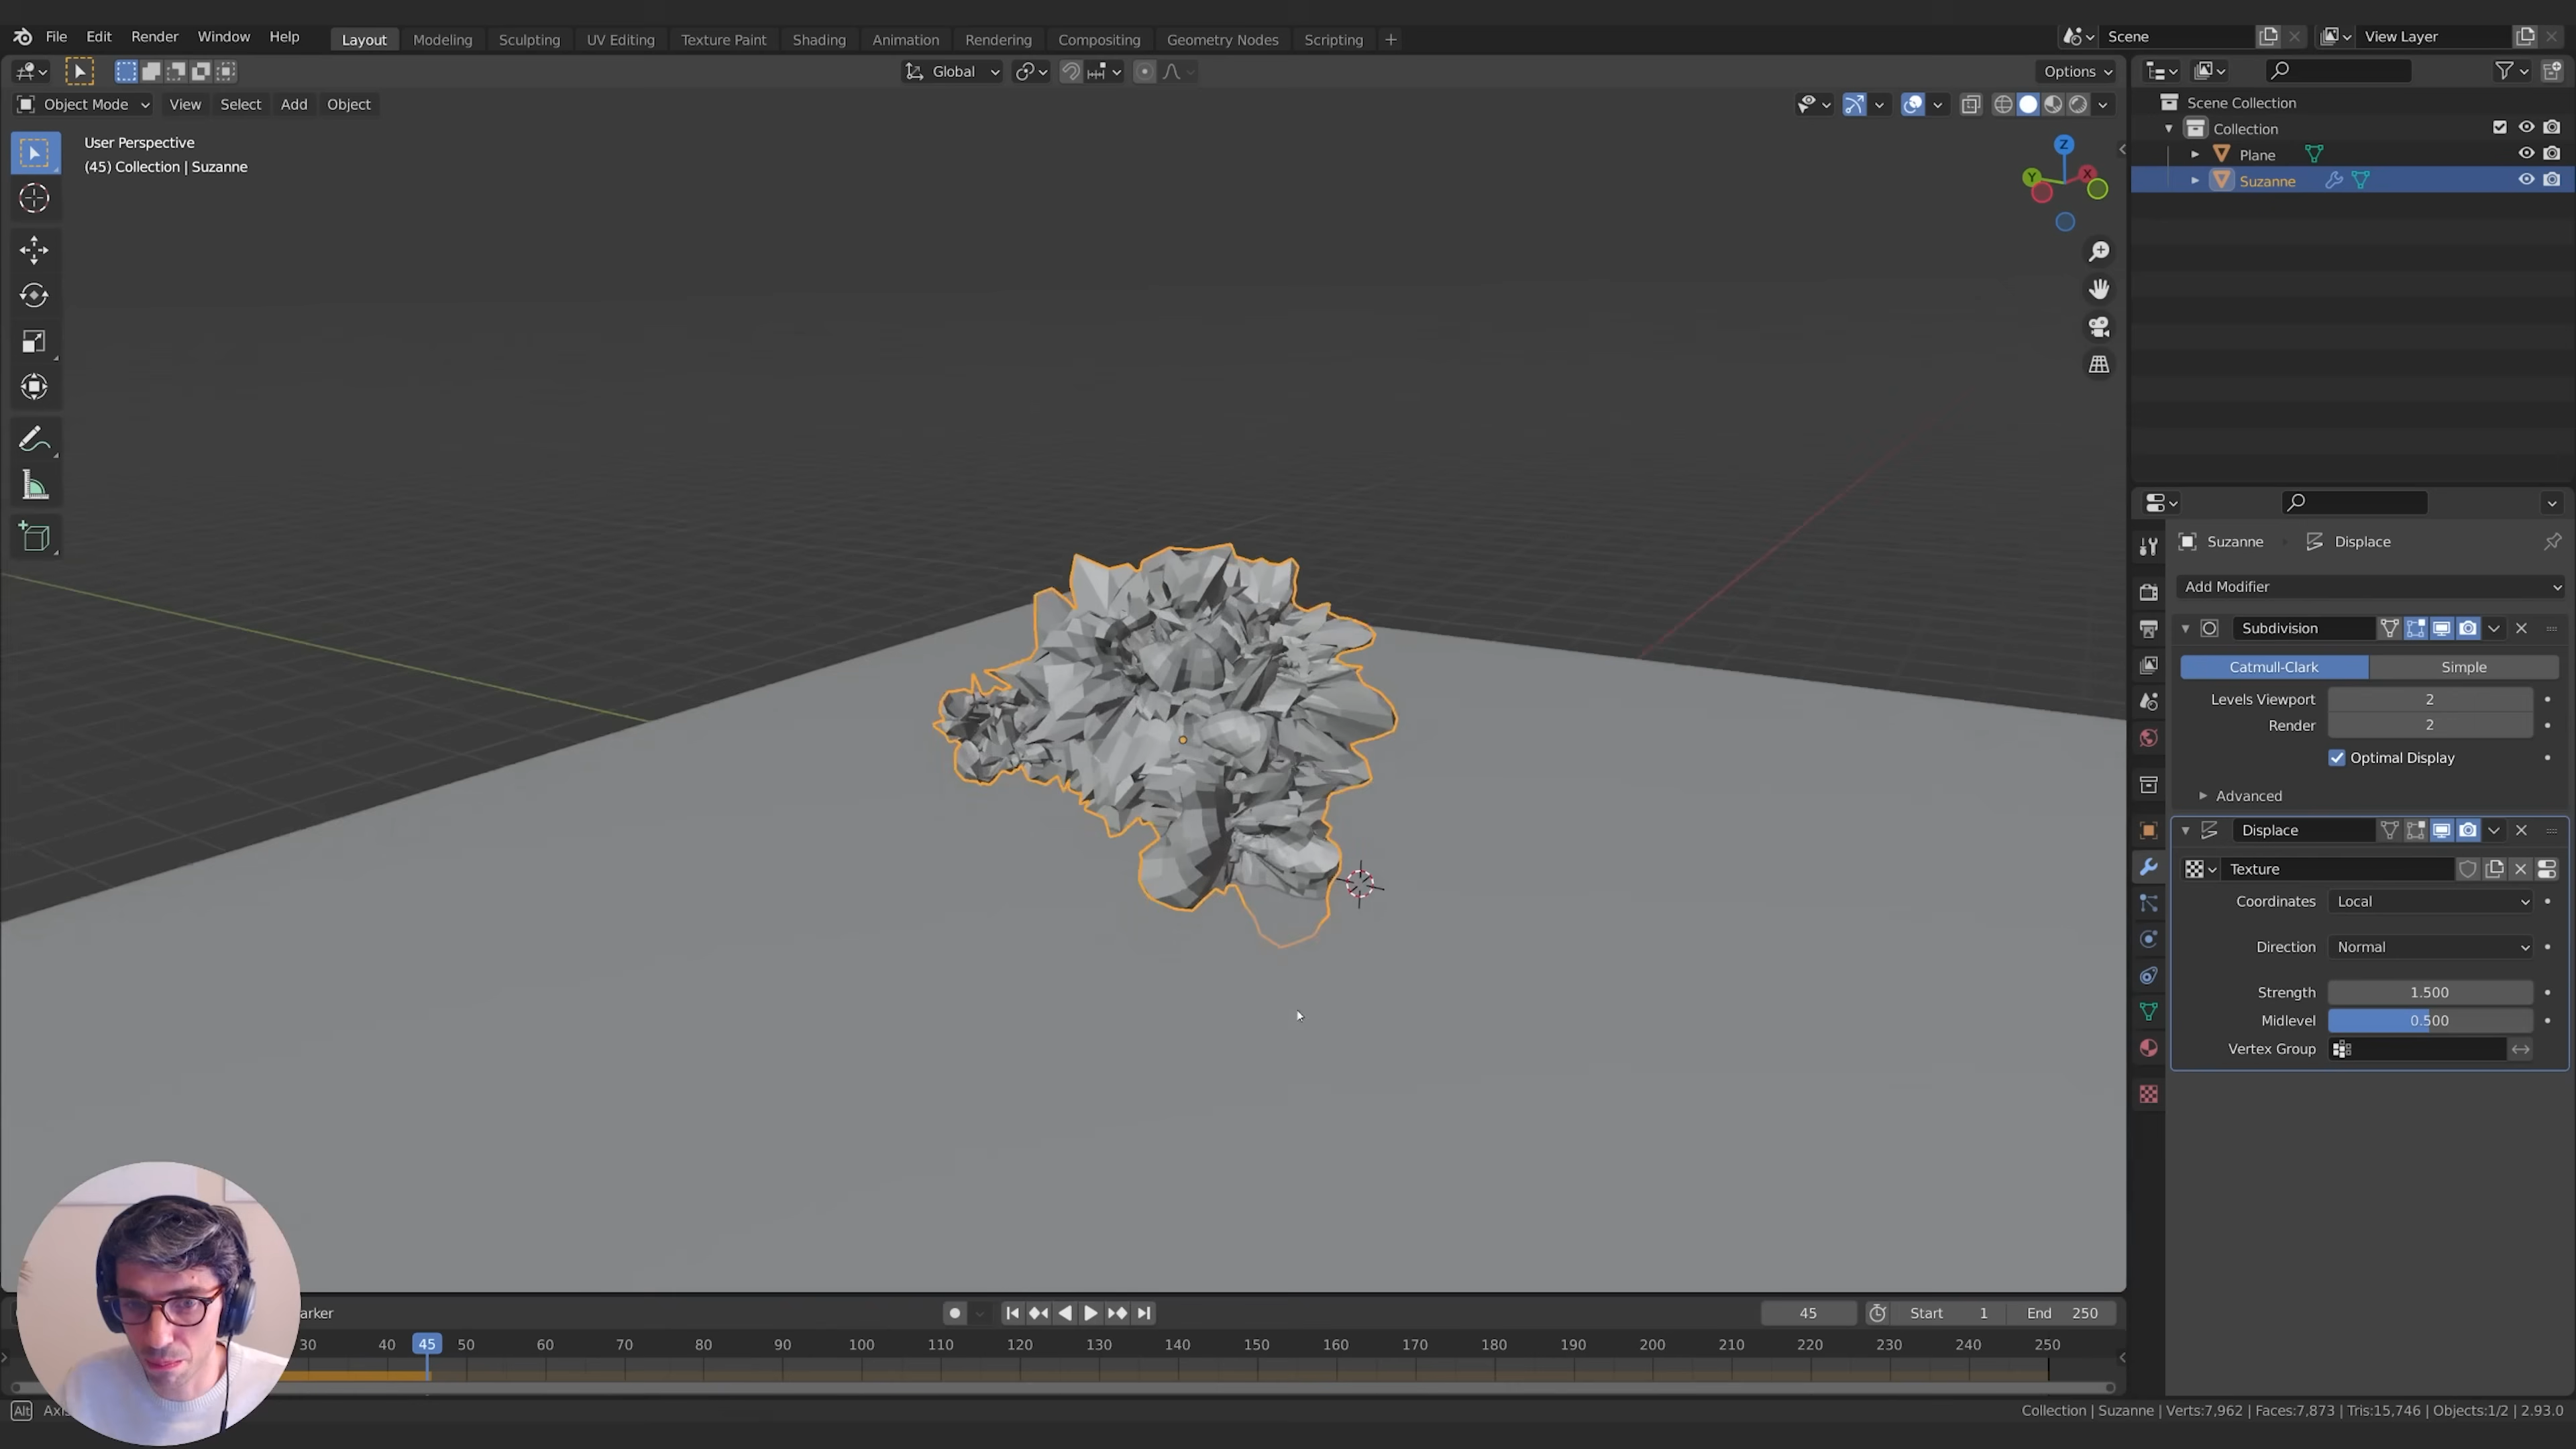 File Edit Render Window Help Layout Modeling Sculpting UV Editing Texture Paint Shading Animation Rendering Compositing Geometry Nodes Scripting + Scene View Layer
Global Options
Object Mode View Select Add Object
User Perspective
(45) Collection | Suzanne
Z
Y
X
Scene Collection
Collection
Plane
Suzanne
Suzanne Displace
Add Modifier
Subdivision
Catmull-Clark Simple
Levels Viewport 2
Render 2
Optimal Display
Advanced
Displace
Texture
Coordinates Local
Direction Normal
Strength 1.500
Midlevel 0.500
Vertex Group
arker 45 Start 1 End 250
30 40 45 50 60 70 80 90 100 110 120 130 140 150 160 170 180 190 200 210 220 230 240 250
Alt Axis
Collection | Suzanne | Verts:7,962 | Faces:7,873 | Tris:15,746 | Objects:1/2 | 2.93.0